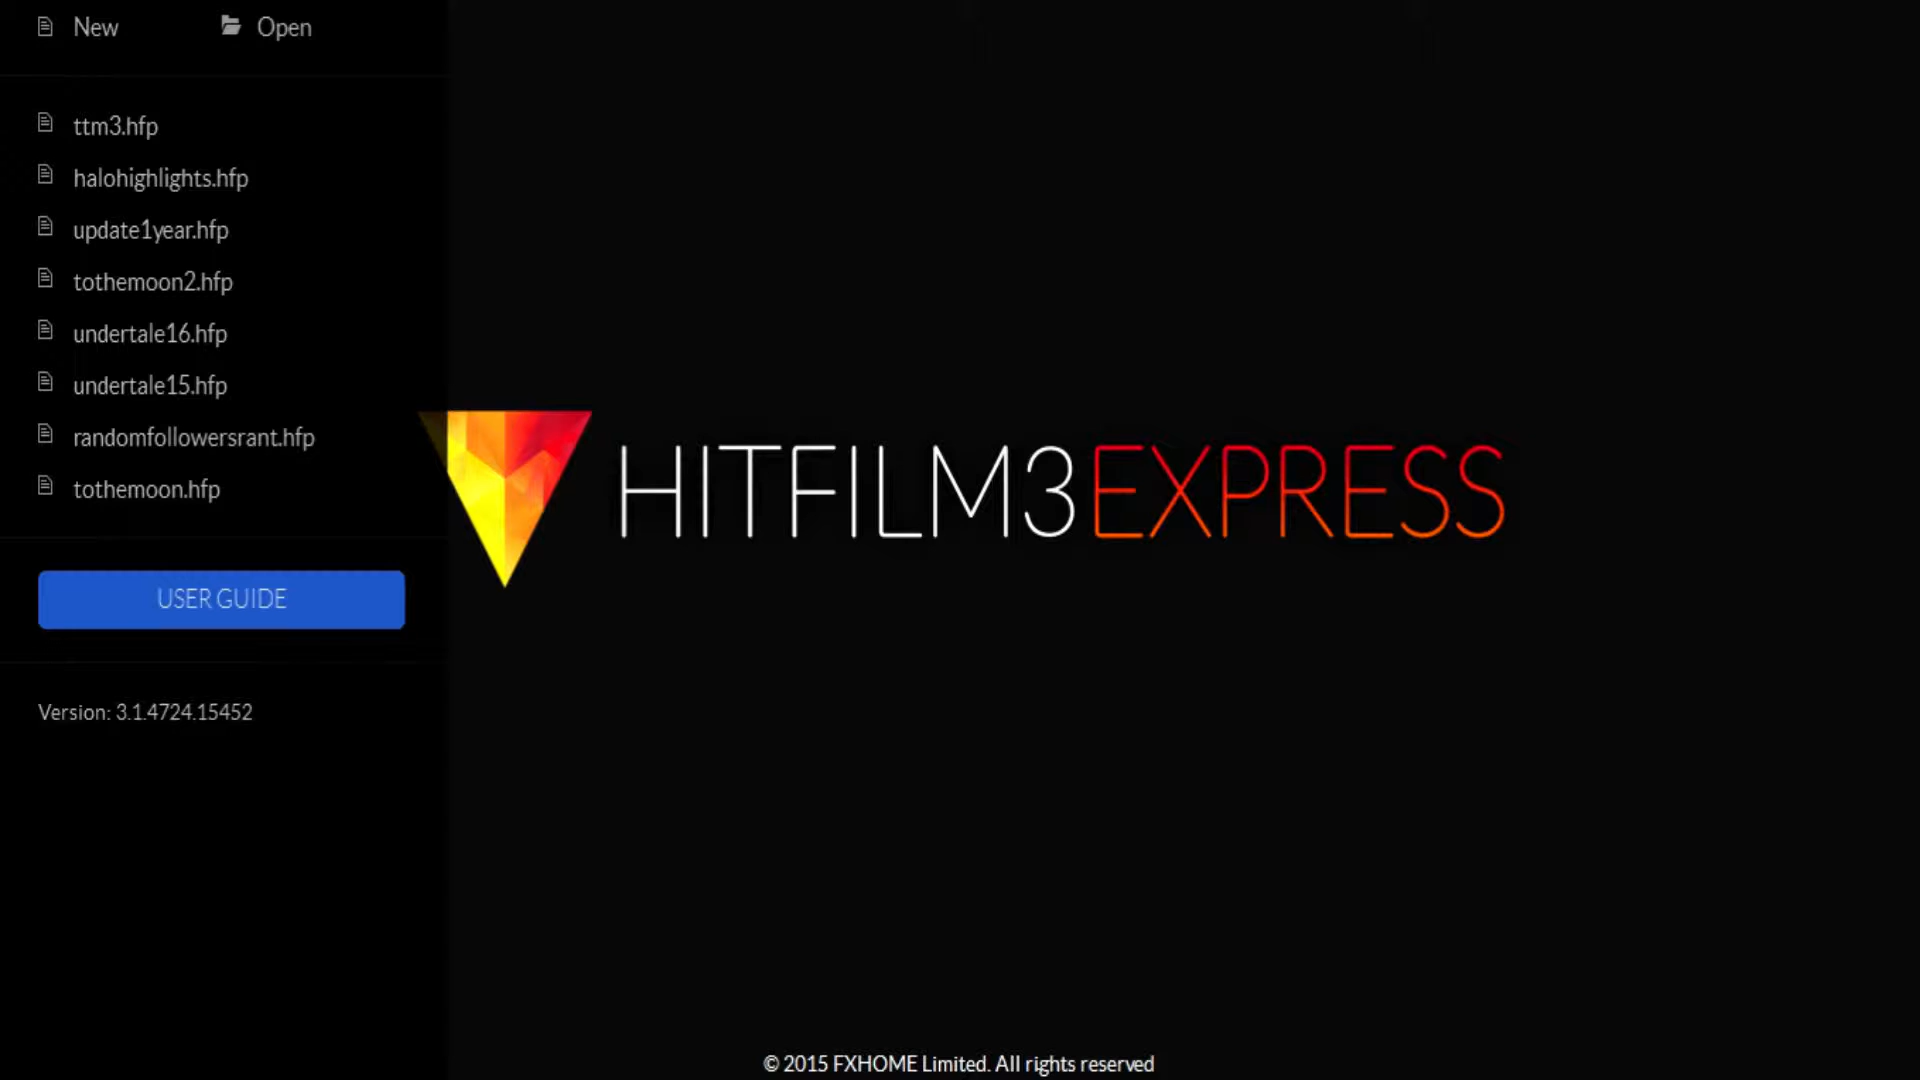 New
Open
ttm3.hfp
halohighlights.hfp
update1year.hfp
tothemoon2.hfp
undertale16.hfp
undertale15.hfp
randomfollowersrant.hfp
tothemoon.hfp
HITFILM3EXPRESS
USER GUIDE
Version: 3.1.4724.15452
© 2015 FXHOME Limited. All rights reserved